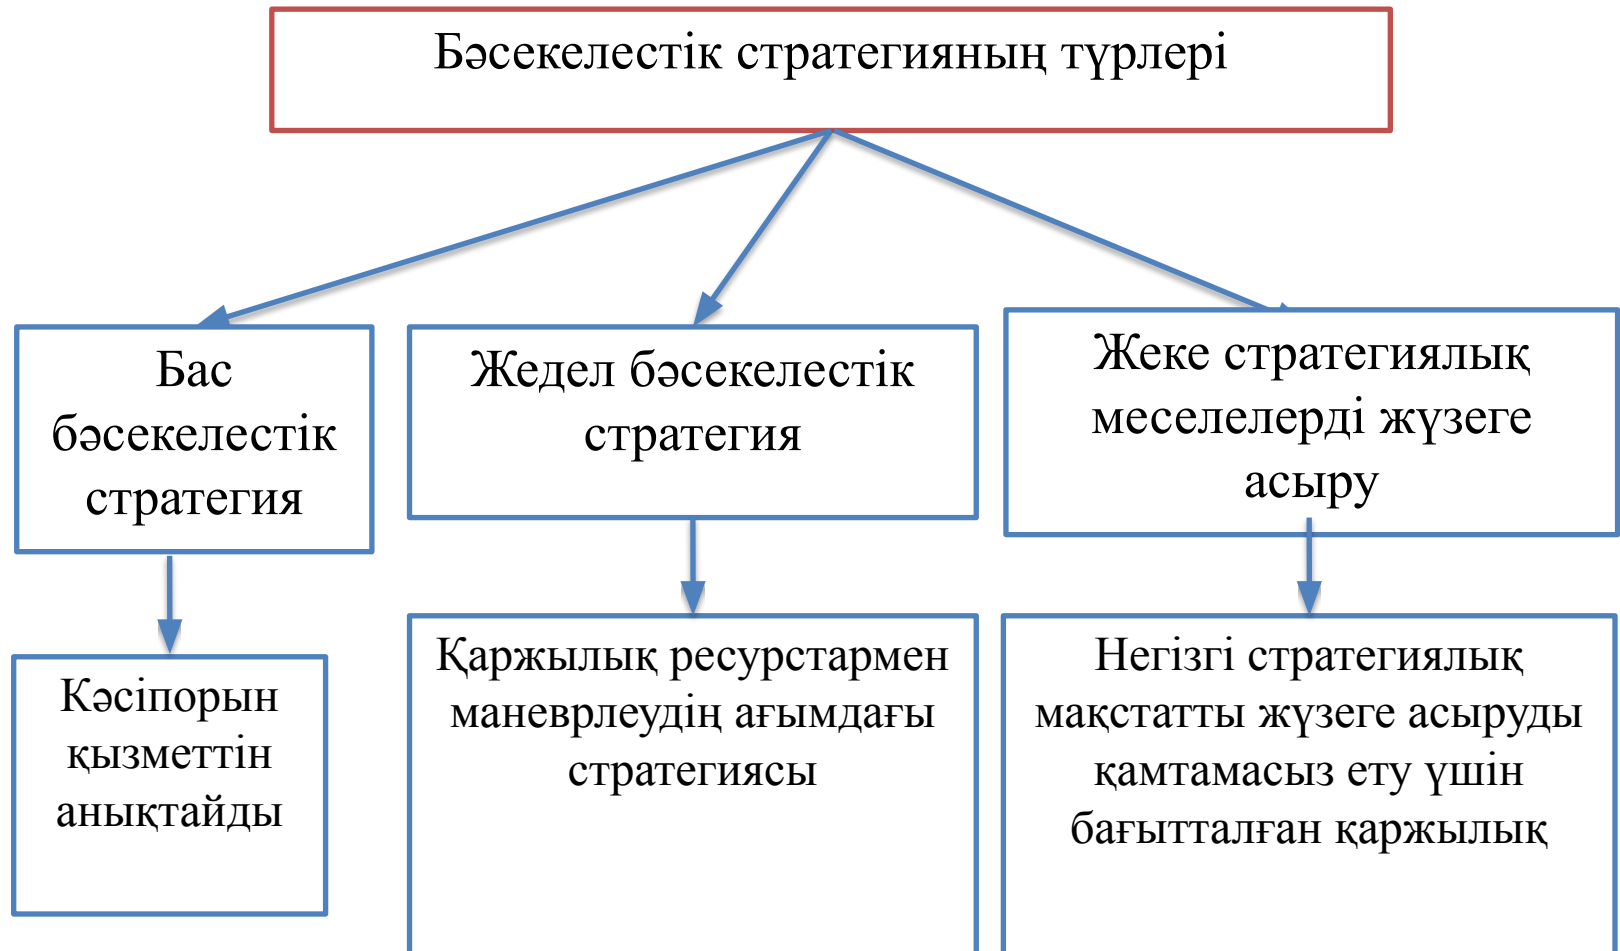 Бәсекелестік стратегияның түрлері
Бас
бәсекелестік
стратегия
Жедел бәсекелестік
стратегия
Жеке стратегиялық
меселелерді жүзеге
асыру
Кәсіпорын
қызметтін
анықтайды
Қаржылық ресурстармен
маневрлеудің ағымдағы
стратегиясы
Негізгі стратегиялық
мақстатты жүзеге асыруды
қамтамасыз ету үшін
бағытталған қаржылық